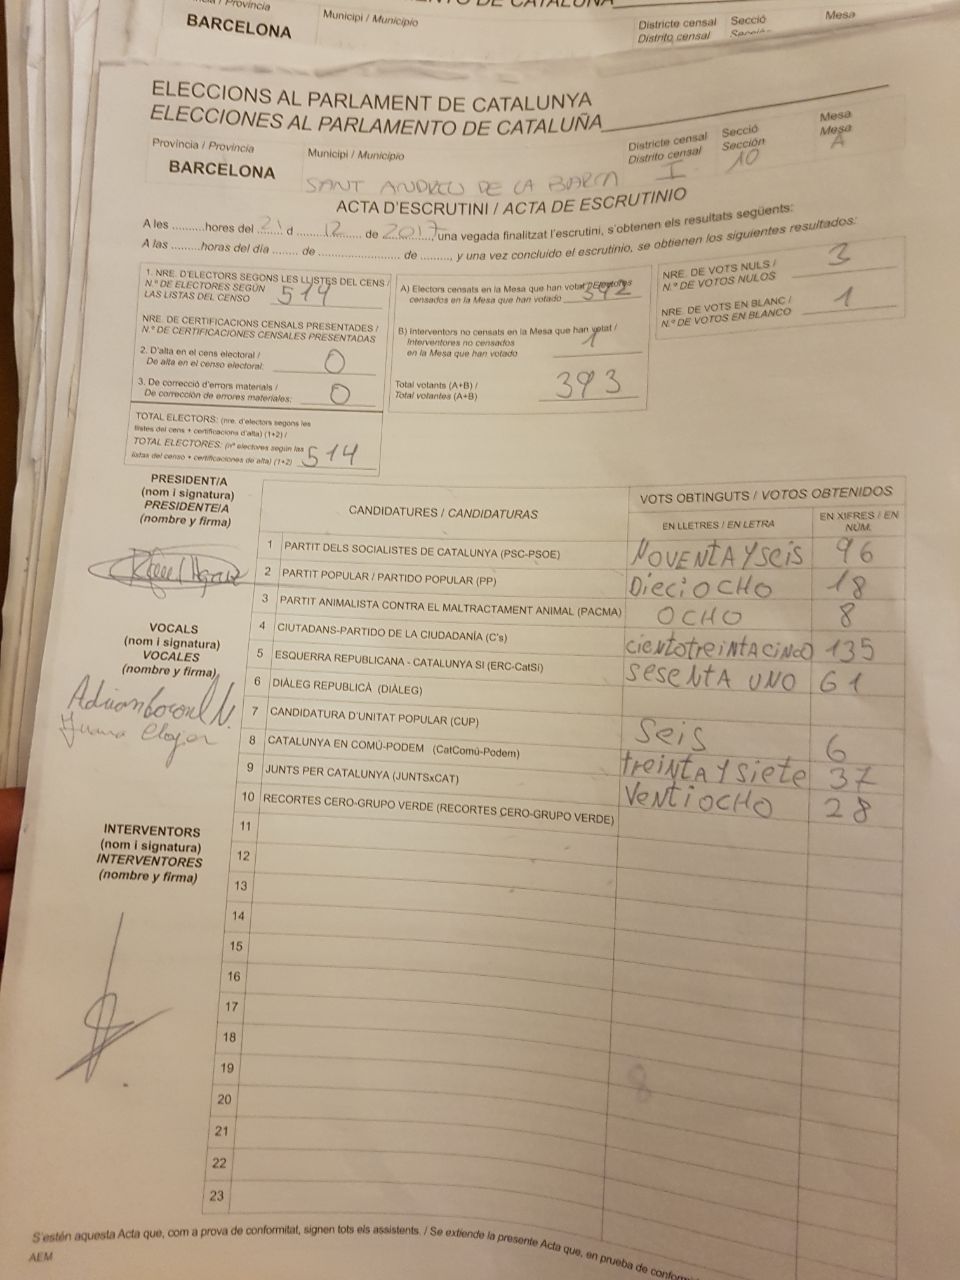 Província / Provincia
BARCELONA
Municipi / Municipio
Districte censal
Distrito censal
Secció
Mesa
ELECCIONS AL PARLAMENT DE CATALUNYA
ELECCIONES AL PARLAMENTO DE CATALUÑA
Província / Provincia
BARCELONA
Municipi / Municipio
SANT ANDREU DE LA BARCA
Districte censal
Distrito censal
I
Secció
Sección
10
Mesa
Mesa
A
ACTA D'ESCRUTINI / ACTA DE ESCRUTINIO
A les ..........hores del 21 d 12 de 2017, una vegada finalitzat l'escrutini, s'obtenen els resultats següents:
A las ..........horas del día ........ de ........................ de ........., y una vez concluido el escrutinio, se obtienen los siguientes resultados:
1. NRE. D'ELECTORS SEGONS LES LLISTES DEL CENS /
N.º DE ELECTORES SEGÚN
LAS LISTAS DEL CENSO
514
NRE. DE CERTIFICACIONS CENSALS PRESENTADES /
N.º DE CERTIFICACIONES CENSALES PRESENTADAS
2. D'alta en el cens electoral /
De alta en el censo electoral:
0
3. De correcció d'errors materials /
De corrección de errores materiales:
0
TOTAL ELECTORS: (nre. d'electors segons les
llistes del cens + certificacions d'alta) (1+2) /
TOTAL ELECTORES: (nº electores según las
listas del censo + certificaciones de alta) (1+2)
514
A) Electors censats en la Mesa que han votat / Electores
censados en la Mesa que han votado
392
B) Interventors no censats en la Mesa que han votat /
Interventores no censados
en la Mesa que han votado
1
Total votants (A+B) /
Total votantes (A+B)
393
NRE. DE VOTS NULS /
N.º DE VOTOS NULOS
3
NRE. DE VOTS EN BLANC /
N.º DE VOTOS EN BLANCO
1
PRESIDENT/A
(nom i signatura)
PRESIDENTE/A
(nombre y firma)
VOCALS
(nom i signatura)
VOCALES
(nombre y firma)
INTERVENTORS
(nom i signatura)
INTERVENTORES
(nombre y firma)
CANDIDATURES / CANDIDATURAS
VOTS OBTINGUTS / VOTOS OBTENIDOS
EN LLETRES / EN LETRA
EN XIFRES / EN NÚM.
1 PARTIT DELS SOCIALISTES DE CATALUNYA (PSC-PSOE) NOVENTA Y SEIS 96
2 PARTIT POPULAR / PARTIDO POPULAR (PP) DIECIOCHO 18
3 PARTIT ANIMALISTA CONTRA EL MALTRACTAMENT ANIMAL (PACMA) OCHO 8
4 CIUTADANS-PARTIDO DE LA CIUDADANÍA (C's) cientotreintacinco 135
5 ESQUERRA REPUBLICANA - CATALUNYA SI (ERC-CatSí) SESENTA UNO 61
6 DIÀLEG REPUBLICÀ (DIÀLEG)
7 CANDIDATURA D'UNITAT POPULAR (CUP) SEIS 6
8 CATALUNYA EN COMÚ-PODEM (CatComú-Podem) TREINTA Y SIETE 37
9 JUNTS PER CATALUNYA (JUNTSxCAT) VENTIOCHO 28
10 RECORTES CERO-GRUPO VERDE (RECORTES CERO-GRUPO VERDE)
11
12
13
14
15
16
17
18
19
20
21
22
23
S'estén aquesta Acta que, com a prova de conformitat, signen tots els assistents. / Se extiende la presente Acta que, en prueba de
AEM